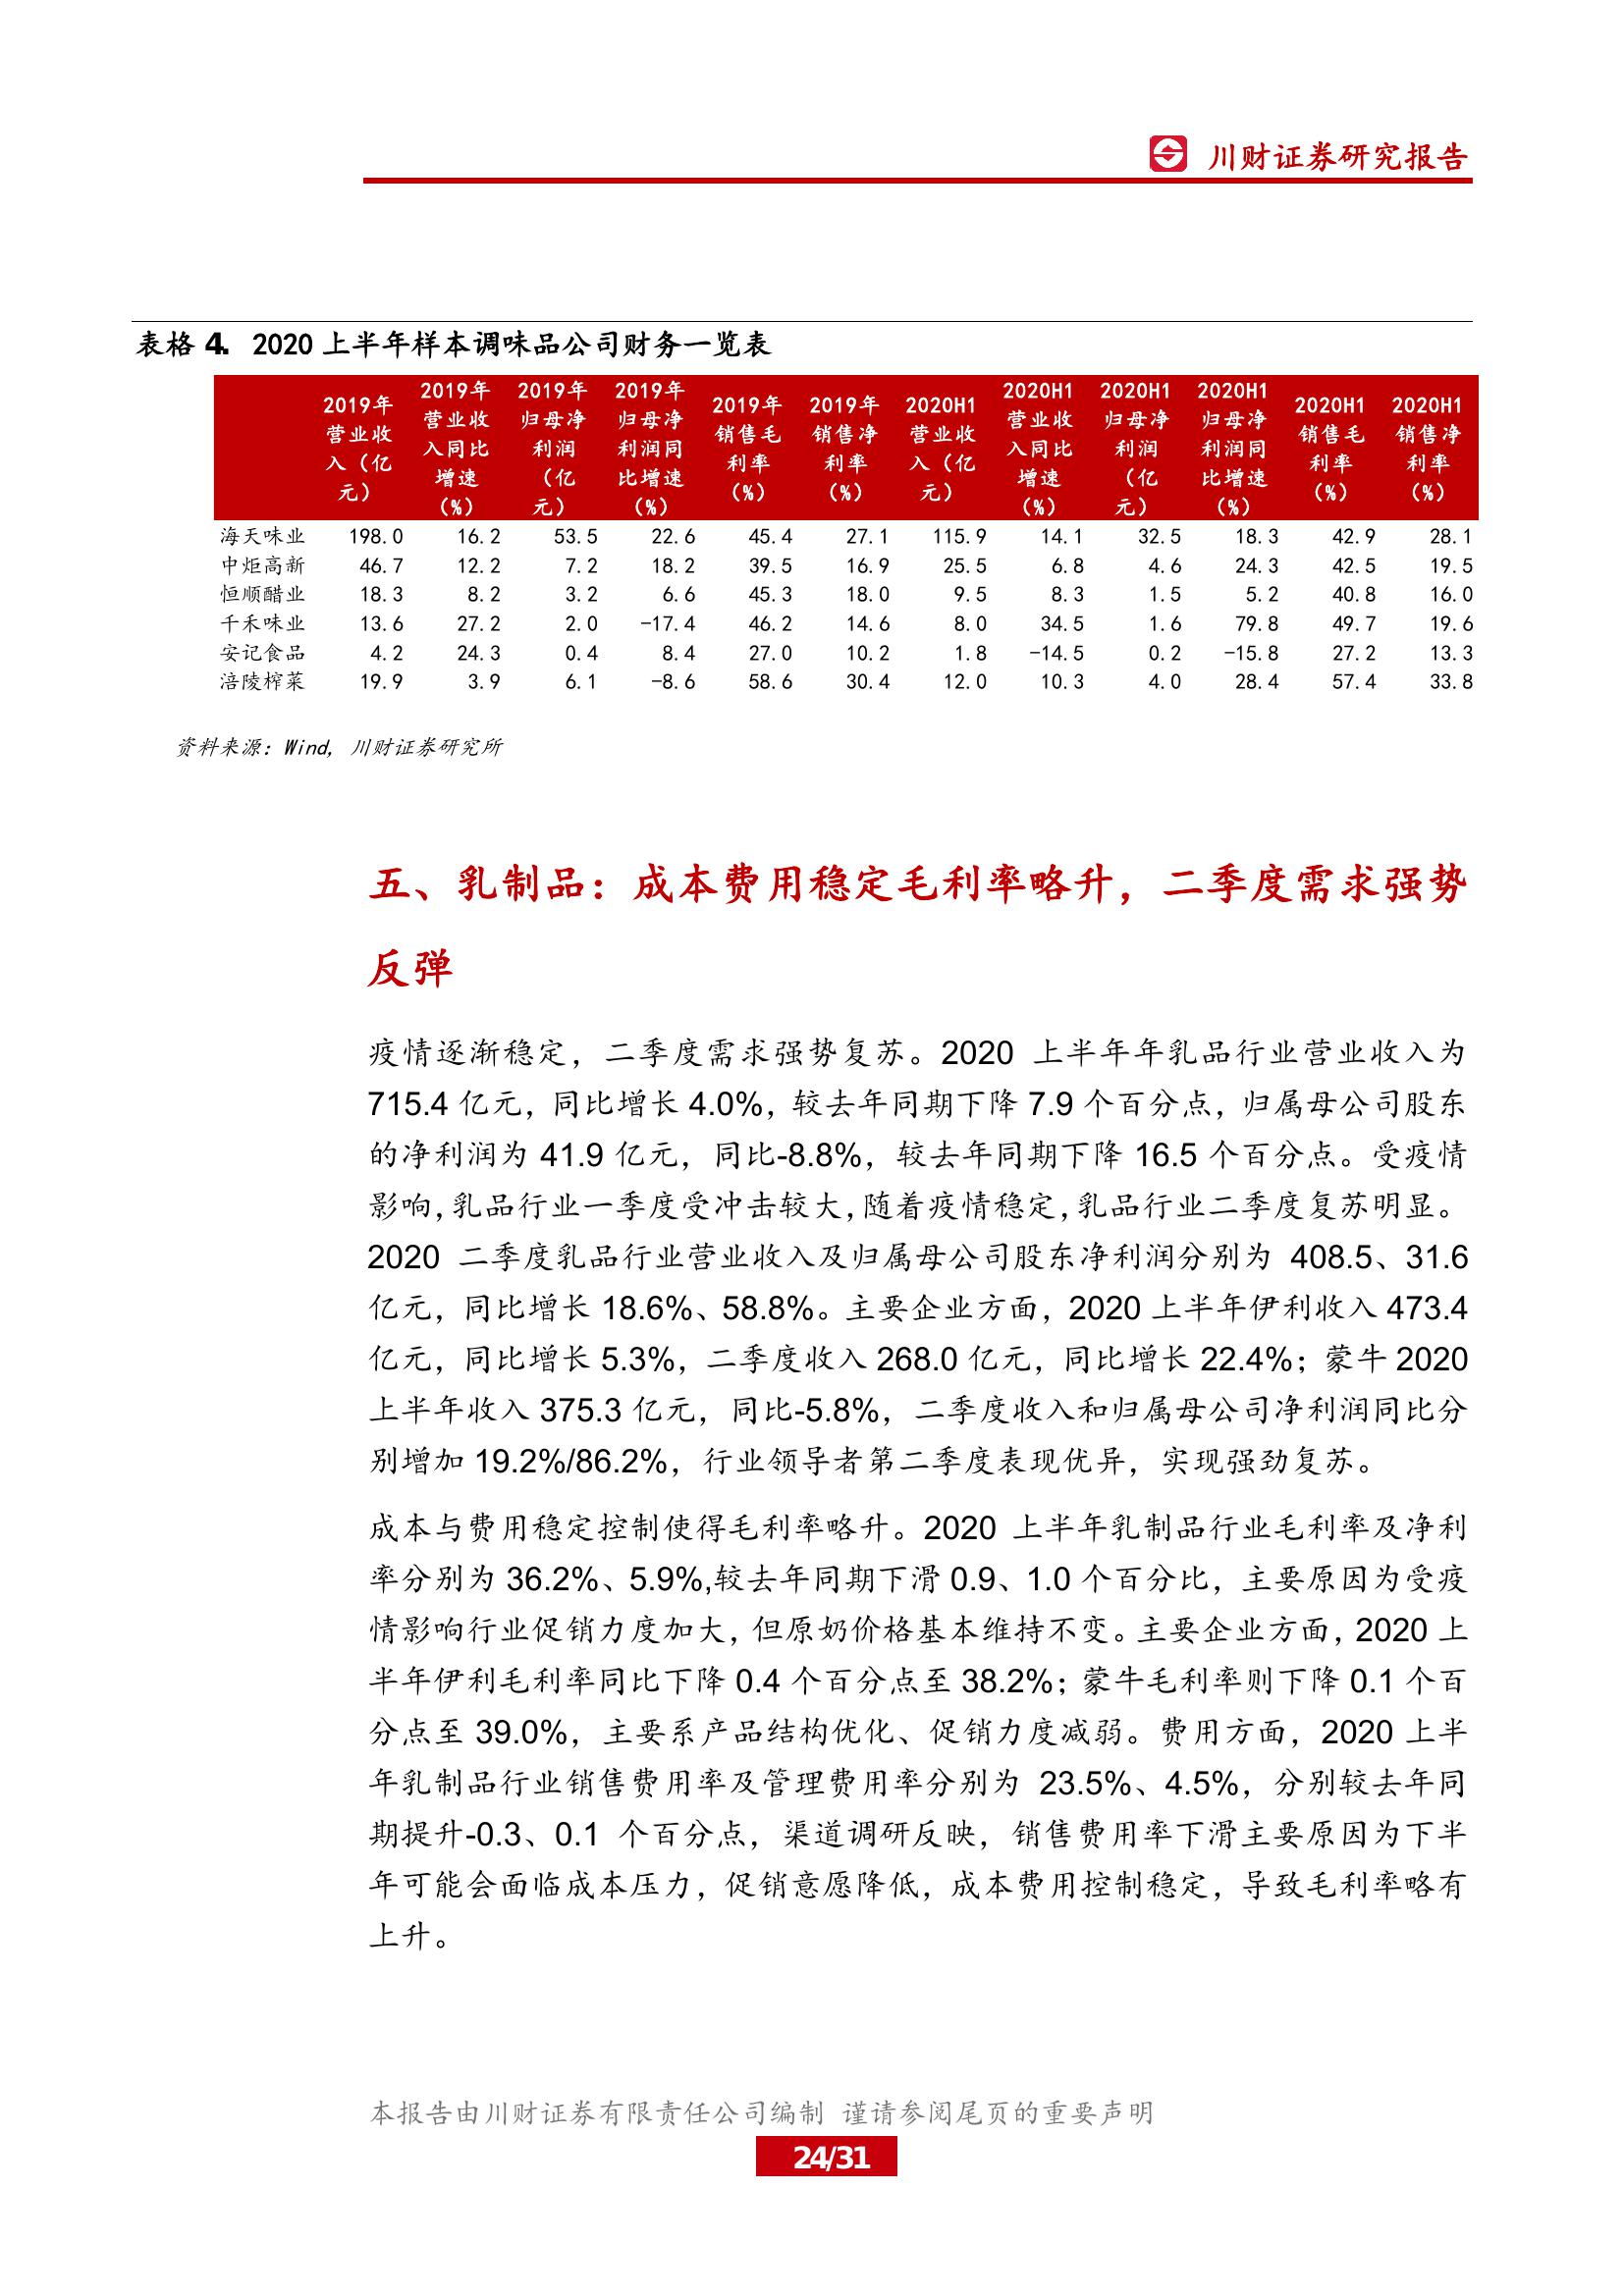 川财证券研究报告
表格 4. 2020 上半年样本调味品公司财务一览表
2019年营业收入（亿元） 2019年营业收入同比增速（%） 2019年归母净利润（亿元） 2019年归母净利润同比增速（%） 2019年销售毛利率（%） 2019年销售净利率（%） 2020H1营业收入（亿元） 2020H1营业收入同比增速（%） 2020H1归母净利润（亿元） 2020H1归母净利润同比增速（%） 2020H1销售毛利率（%） 2020H1销售净利率（%）
海天味业 198.0 16.2 53.5 22.6 45.4 27.1 115.9 14.1 32.5 18.3 42.9 28.1
中炬高新 46.7 12.2 7.2 18.2 39.5 16.9 25.5 6.8 4.6 24.3 42.5 19.5
恒顺醋业 18.3 8.2 3.2 6.6 45.3 18.0 9.5 8.3 1.5 5.2 40.8 16.0
千禾味业 13.6 27.2 2.0 -17.4 46.2 14.6 8.0 34.5 1.6 79.8 49.7 19.6
安记食品 4.2 24.3 0.4 8.4 27.0 10.2 1.8 -14.5 0.2 -15.8 27.2 13.3
涪陵榨菜 19.9 3.9 6.1 -8.6 58.6 30.4 12.0 10.3 4.0 28.4 57.4 33.8
资料来源：Wind, 川财证券研究所
五、乳制品：成本费用稳定毛利率略升，二季度需求强势
反弹
疫情逐渐稳定，二季度需求强势复苏。2020 上半年年乳品行业营业收入为
715.4 亿元，同比增长 4.0%，较去年同期下降 7.9 个百分点，归属母公司股东
的净利润为 41.9 亿元，同比-8.8%，较去年同期下降 16.5 个百分点。受疫情
影响，乳品行业一季度受冲击较大，随着疫情稳定，乳品行业二季度复苏明显。
2020 二季度乳品行业营业收入及归属母公司股东净利润分别为 408.5、31.6
亿元，同比增长 18.6%、58.8%。主要企业方面，2020 上半年伊利收入 473.4
亿元，同比增长 5.3%，二季度收入 268.0 亿元，同比增长 22.4%；蒙牛 2020
上半年收入 375.3 亿元，同比-5.8%，二季度收入和归属母公司净利润同比分
别增加 19.2%/86.2%，行业领导者第二季度表现优异，实现强劲复苏。
成本与费用稳定控制使得毛利率略升。2020 上半年乳制品行业毛利率及净利
率分别为 36.2%、5.9%,较去年同期下滑 0.9、1.0 个百分比，主要原因为受疫
情影响行业促销力度加大，但原奶价格基本维持不变。主要企业方面，2020 上
半年伊利毛利率同比下降 0.4 个百分点至 38.2%；蒙牛毛利率则下降 0.1 个百
分点至 39.0%，主要系产品结构优化、促销力度减弱。费用方面，2020 上半
年乳制品行业销售费用率及管理费用率分别为 23.5%、4.5%，分别较去年同
期提升-0.3、0.1 个百分点，渠道调研反映，销售费用率下滑主要原因为下半
年可能会面临成本压力，促销意愿降低，成本费用控制稳定，导致毛利率略有
上升。
本报告由川财证券有限责任公司编制 谨请参阅尾页的重要声明
24/31